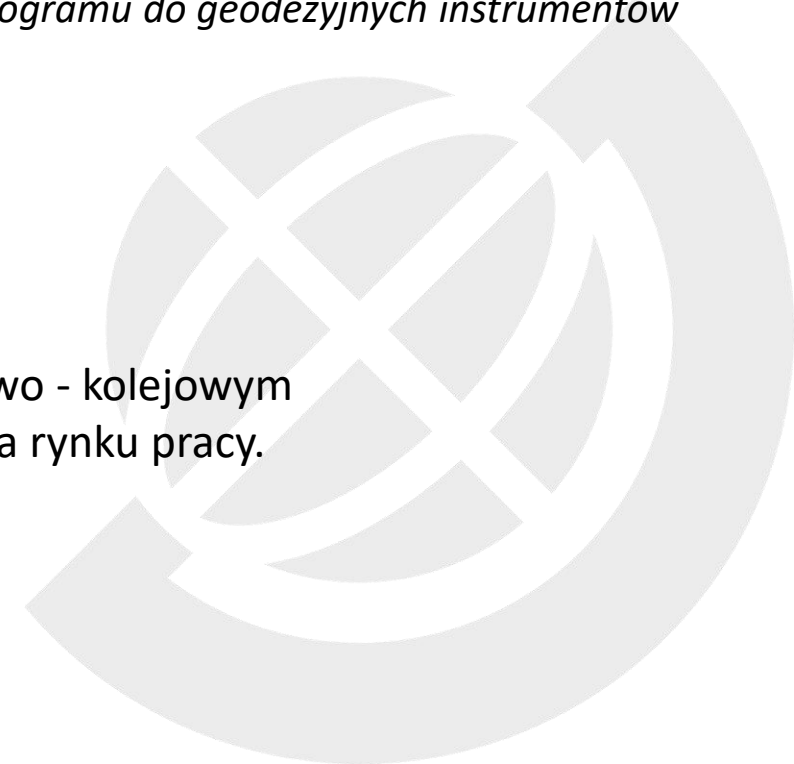 ogramu do geodezyjnych instrumentów
wo - kolejowym
a rynku pracy.